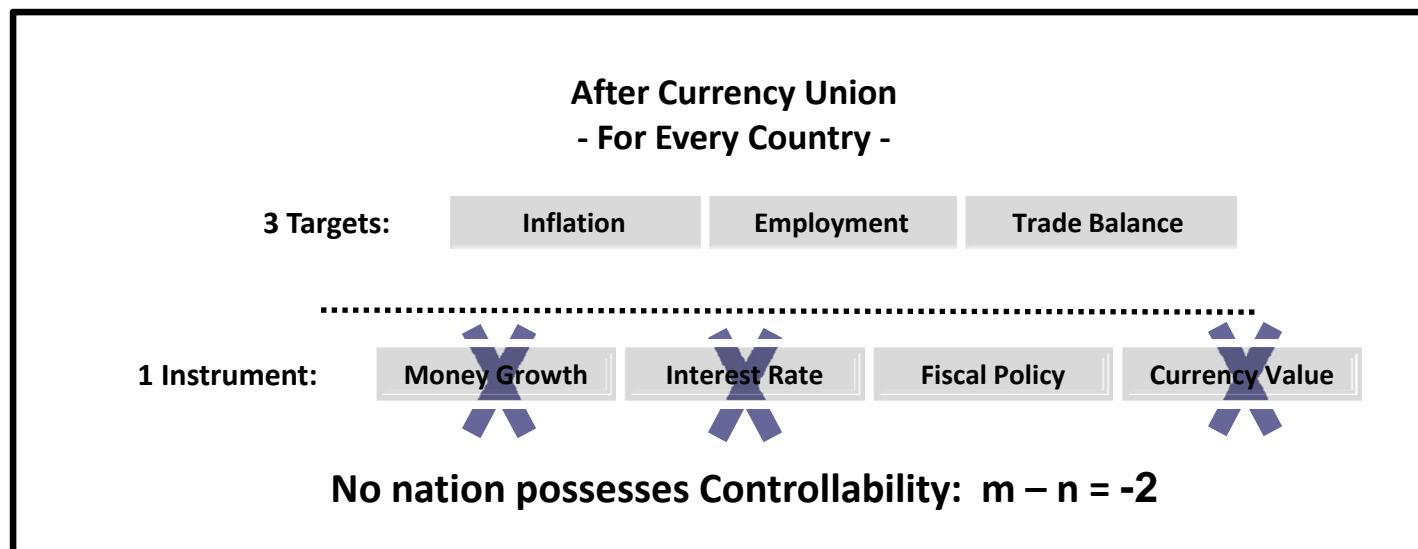 After Currency Union
- For Every Country -
3 Targets: Inflation Employment Trade Balance
1 Instrument: Money Growth Interest Rate Fiscal Policy Currency Value
No nation possesses Controllability: m – n = -2